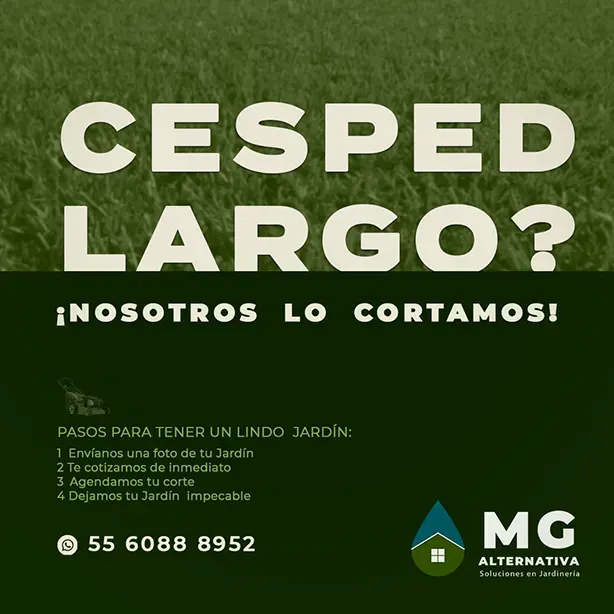 CESPED
LARGO?
¡NOSOTROS LO CORTAMOS!
PASOS PARA TENER UN LINDO JARDÍN:
1 Envíanos una foto de tu Jardín
2 Te cotizamos de inmediato
3 Agendamos tu corte
4 Dejamos tu Jardín impecable
55 6088 8952
MG
ALTERNATIVA
Soluciones en Jardinería